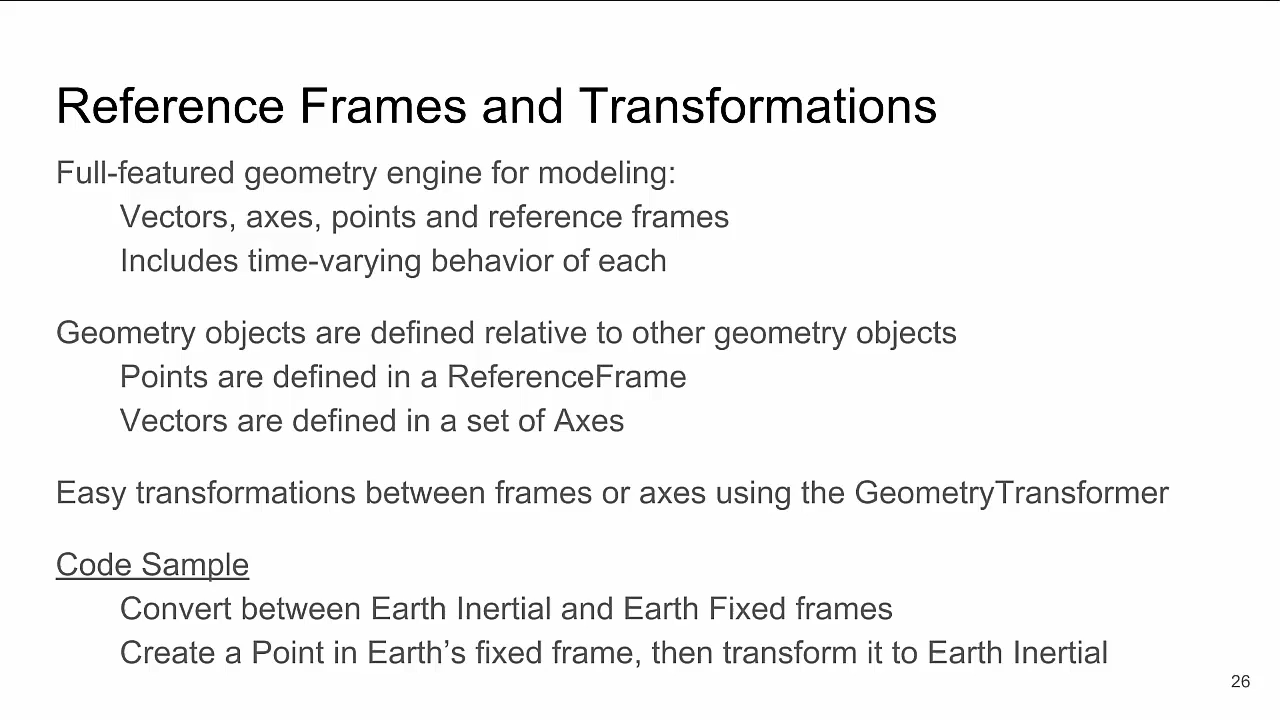 Reference Frames and Transformations
Full-featured geometry engine for modeling:
Vectors, axes, points and reference frames
Includes time-varying behavior of each
Geometry objects are defined relative to other geometry objects
Points are defined in a ReferenceFrame
Vectors are defined in a set of Axes
Easy transformations between frames or axes using the GeometryTransformer
Code Sample
Convert between Earth Inertial and Earth Fixed frames
Create a Point in Earth’s fixed frame, then transform it to Earth Inertial
26